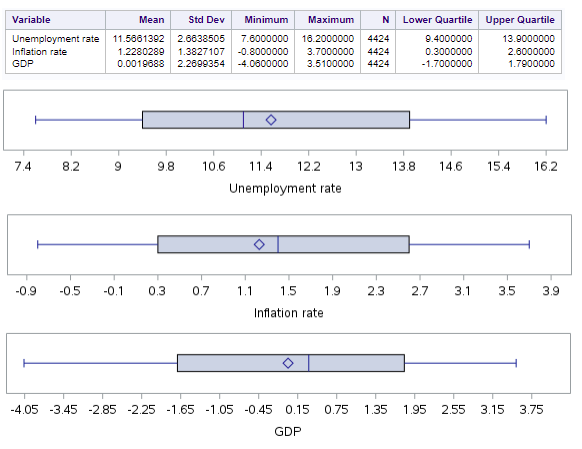 Variable Mean Std Dev Minimum Maximum N Lower Quartile Upper Quartile
Unemployment rate 11.5661392 2.6638505 7.6000000 16.2000000 4424 9.4000000 13.9000000
Inflation rate 1.2280289 1.3827107 -0.8000000 3.7000000 4424 0.3000000 2.6000000
GDP 0.0019688 2.2699354 -4.0600000 3.5100000 4424 -1.7000000 1.7900000
7.4 8.2 9 9.8 10.6 11.4 12.2 13 13.8 14.6 15.4 16.2
Unemployment rate
-0.9 -0.5 -0.1 0.3 0.7 1.1 1.5 1.9 2.3 2.7 3.1 3.5 3.9
Inflation rate
-4.05 -3.45 -2.85 -2.25 -1.65 -1.05 -0.45 0.15 0.75 1.35 1.95 2.55 3.15 3.75
GDP